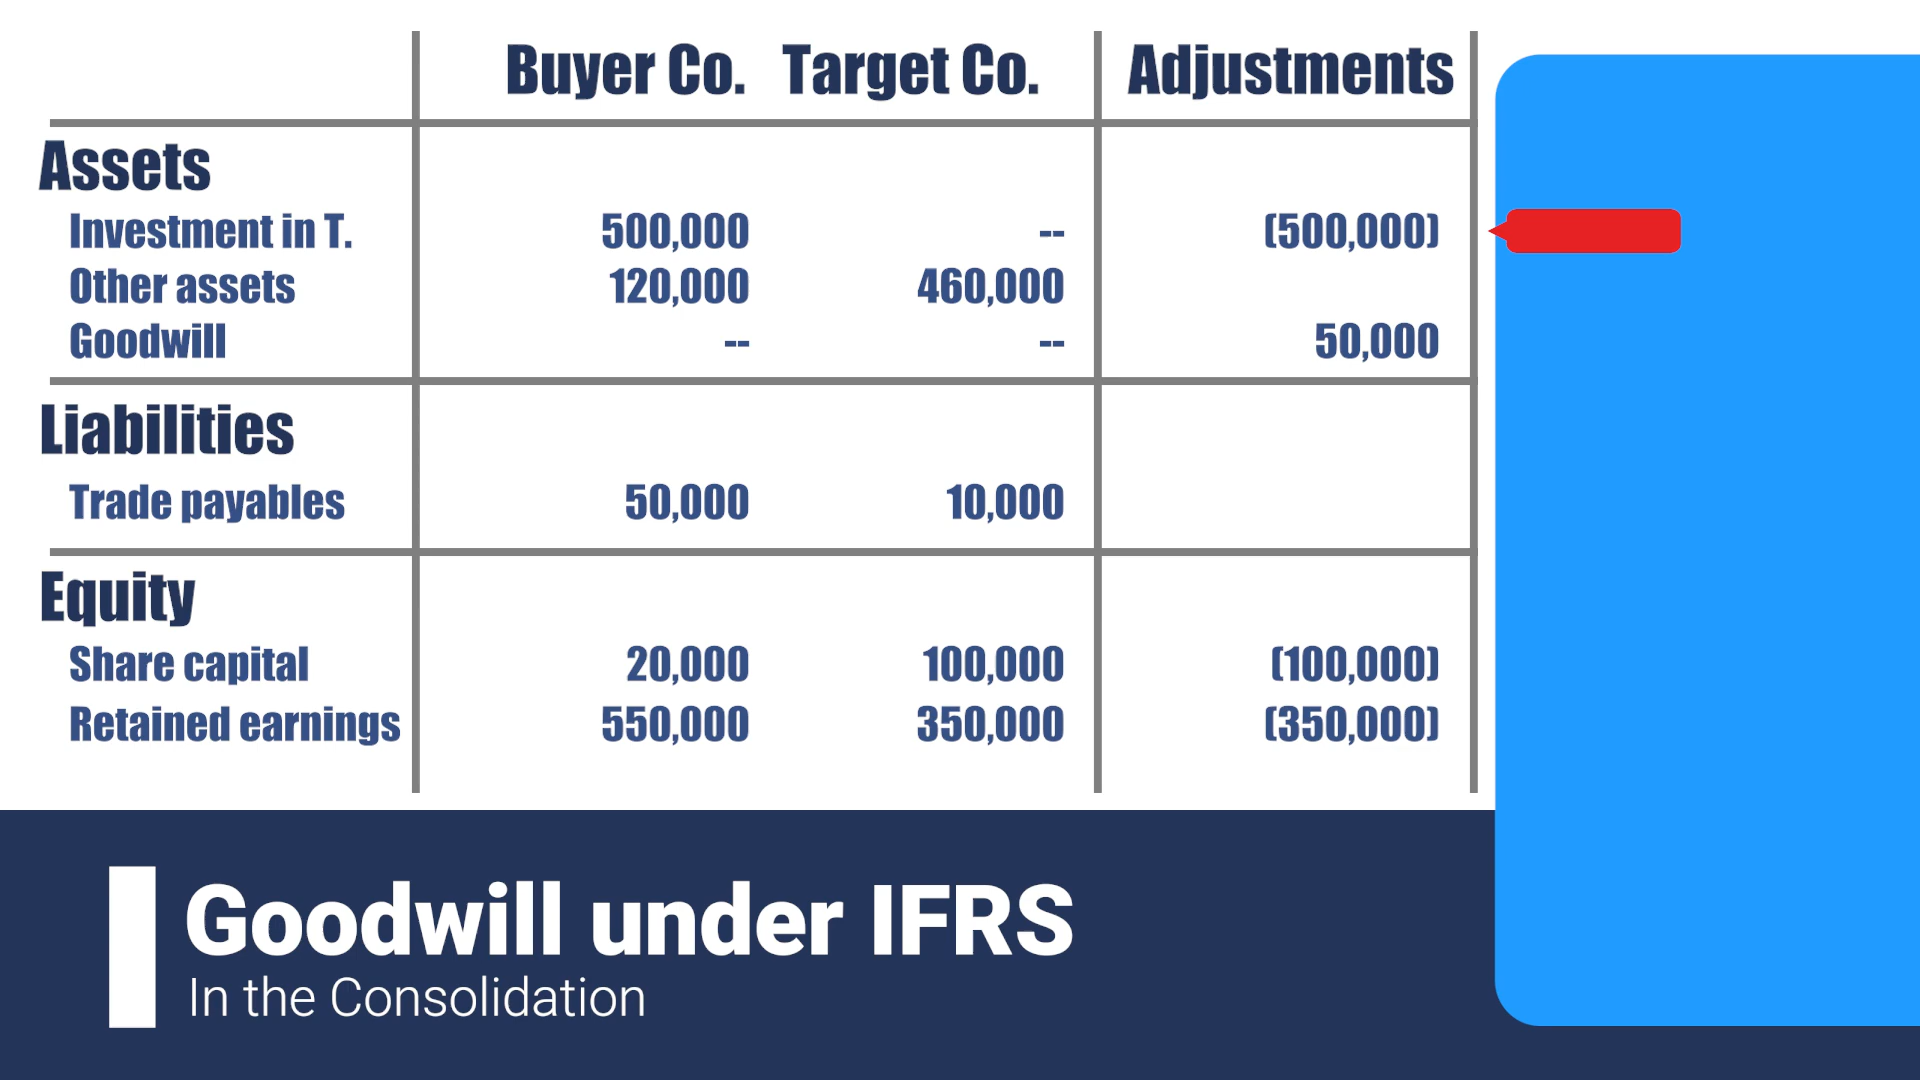 Buyer Co. Target Co. Adjustments
Assets
Investment in T. 500,000 -- (500,000)
Other assets 120,000 460,000
Goodwill -- -- 50,000
Liabilities
Trade payables 50,000 10,000
Equity
Share capital 20,000 100,000 (100,000)
Retained earnings 550,000 350,000 (350,000)
Goodwill under IFRS
In the Consolidation